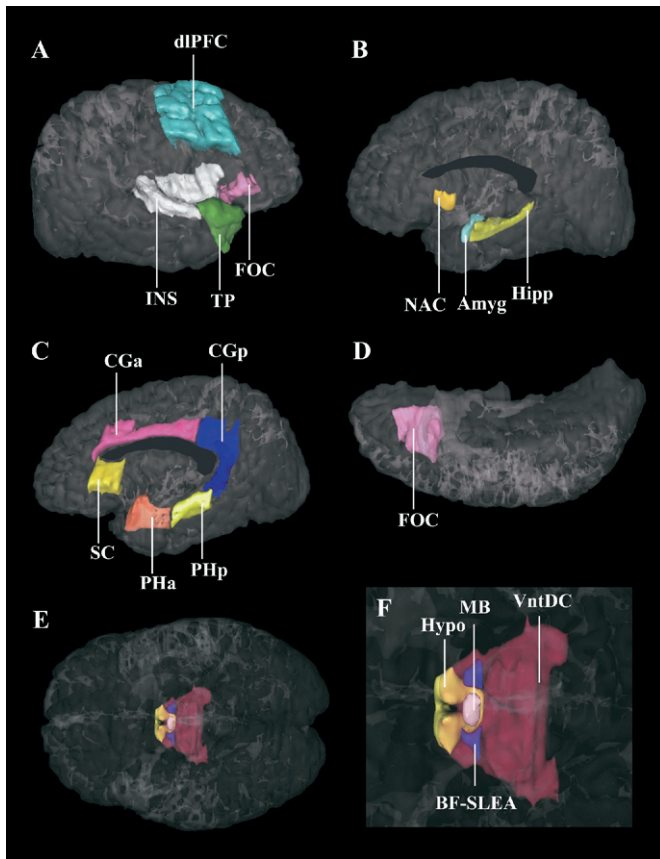 A
dlPFC
INS
TP
FOC
B
NAC
Amyg
Hipp
C
CGa
CGp
SC
PHa
PHp
D
FOC
E
F
Hypo
MB
VntDC
BF-SLEA